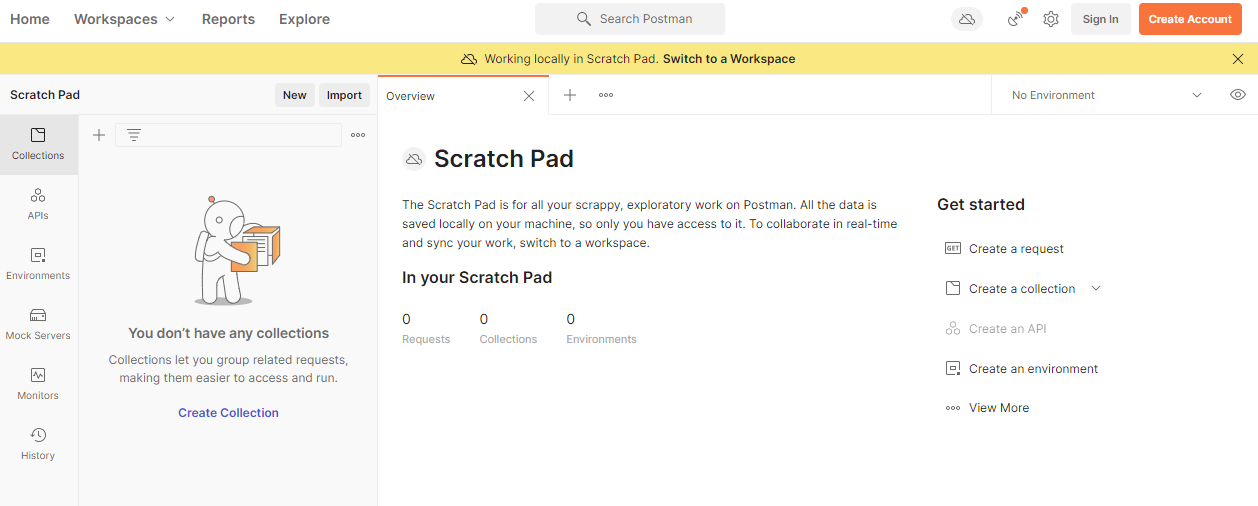 Home Workspaces Reports Explore Search Postman Sign In Create Account
Working locally in Scratch Pad. Switch to a Workspace
Scratch Pad New Import
Overview
No Environment
Collections
APIs
Environments
Mock Servers
Monitors
History
You don't have any collections
Collections let you group related requests,
making them easier to access and run.
Create Collection
Scratch Pad
The Scratch Pad is for all your scrappy, exploratory work on Postman. All the data is
saved locally on your machine, so only you have access to it. To collaborate in real-time
and sync your work, switch to a workspace.
In your Scratch Pad
0 0 0
Requests Collections Environments
Get started
GET Create a request
Create a collection
Create an API
Create an environment
View More